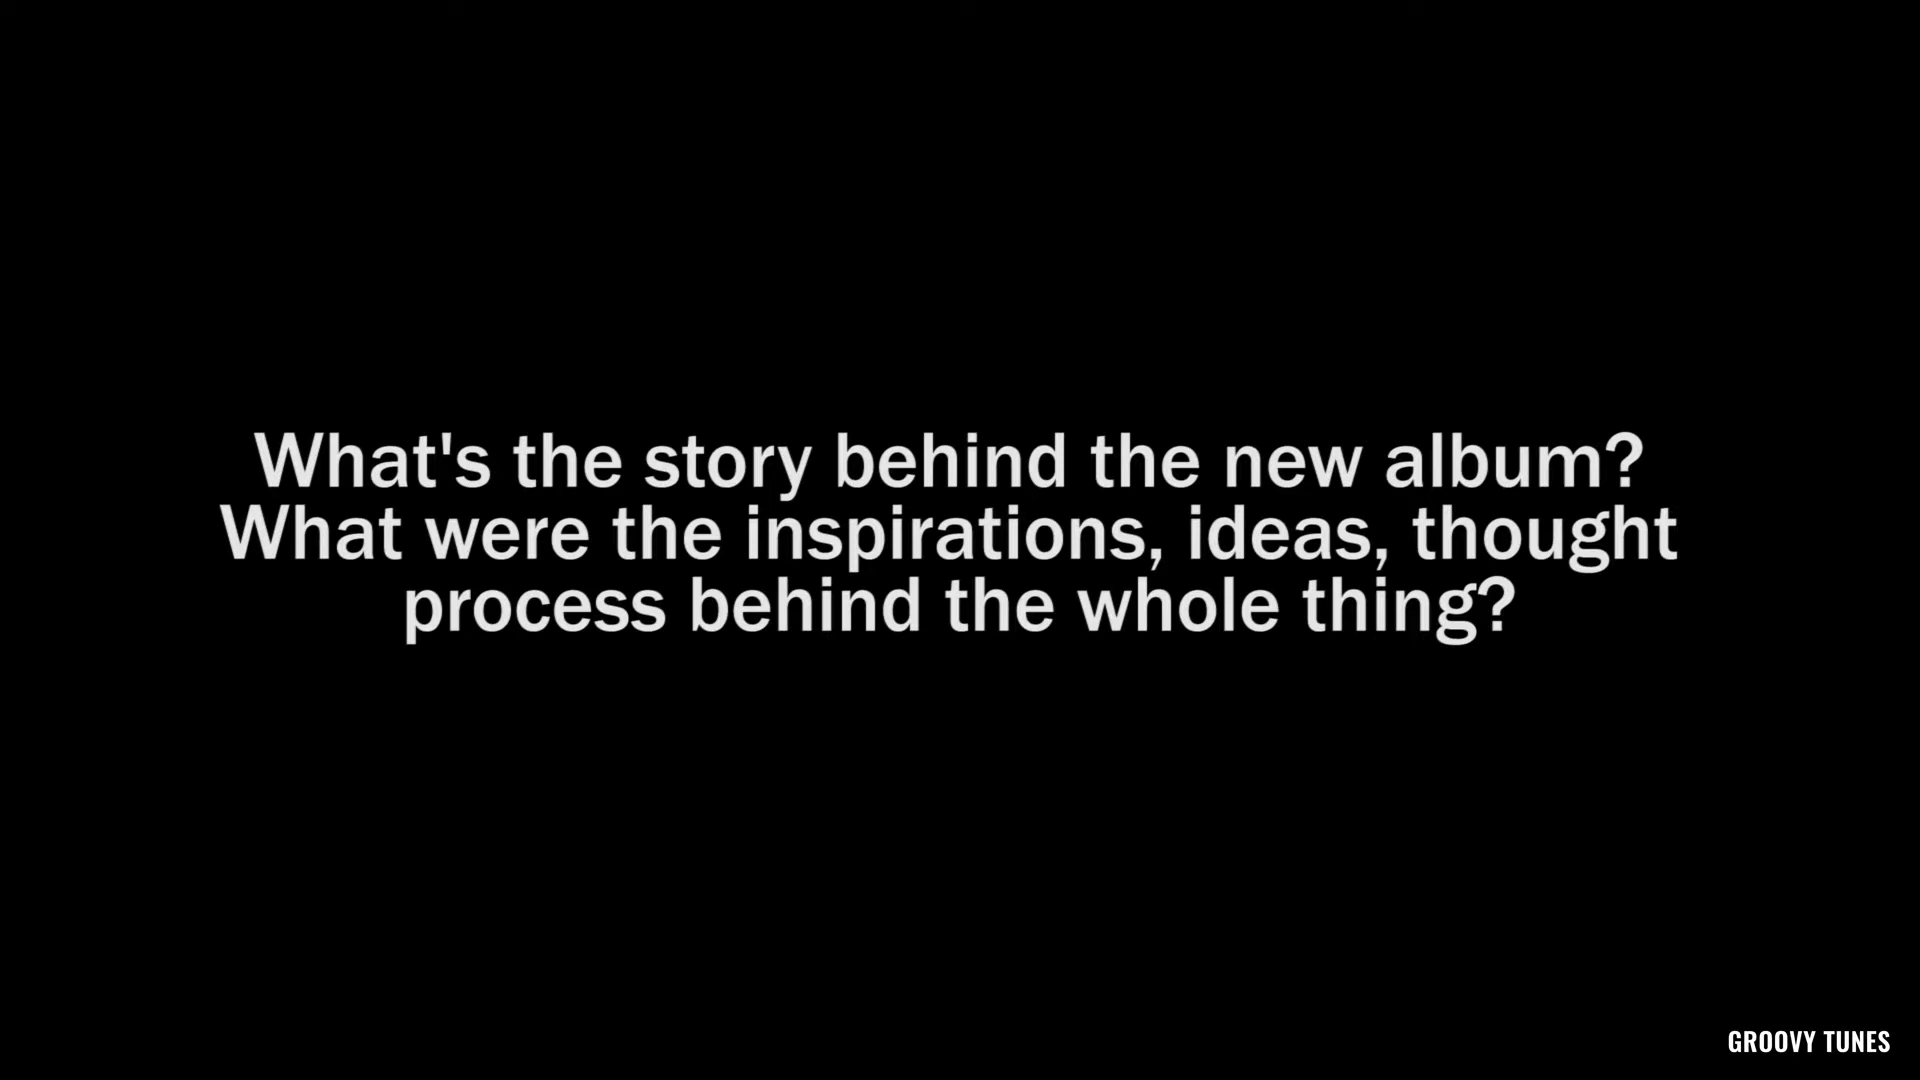 What's the story behind the new album?
What were the inspirations, ideas, thought
process behind the whole thing?
GROOVY TUNES